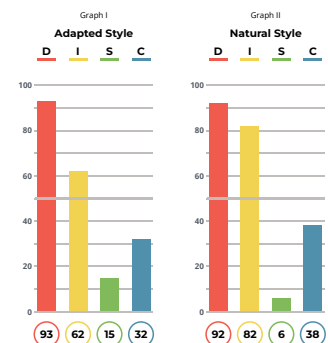 Graph I
Adapted Style
D I S C
100
80
60
40
20
0
93 62 15 32
Graph II
Natural Style
D I S C
100
80
60
40
20
0
92 82 6 38